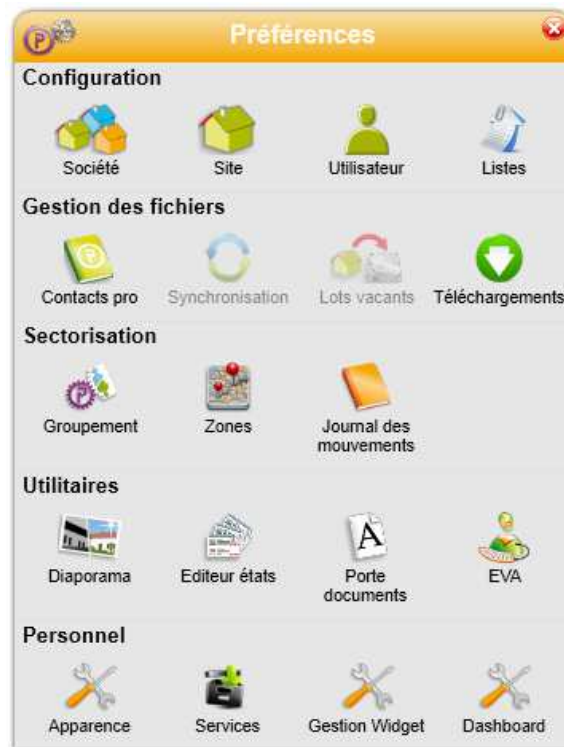 Préférences
Configuration
Société Site Utilisateur Listes
Gestion des fichiers
Contacts pro Synchronisation Lots vacants Téléchargements
Sectorisation
Groupement Zones Journal des
mouvements
Utilitaires
Diaporama Editeur états Porte
documents EVA
Personnel
Apparence Services Gestion Widget Dashboard